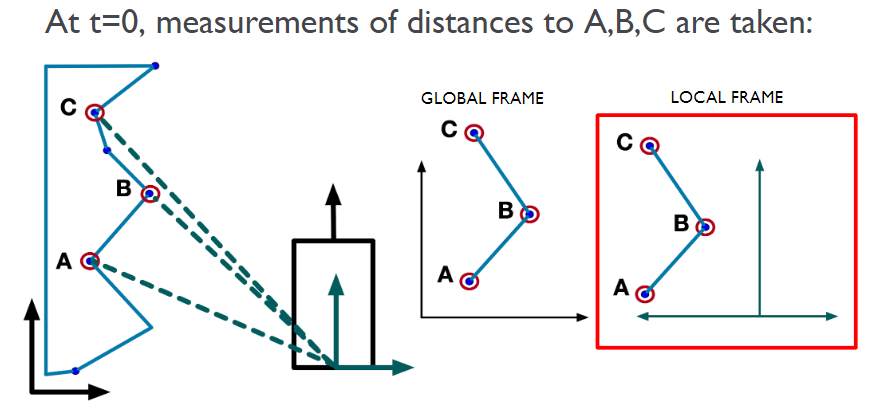 At t=0, measurements of distances to A,B,C are taken:
GLOBAL FRAME
LOCAL FRAME
C
B
A
C
B
A
C
B
A